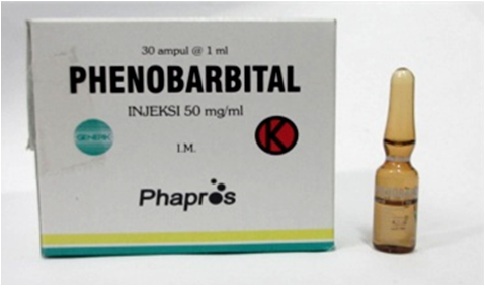 30 ampul @ 1 ml
PHENOBARBITAL
INJEKSI 50 mg/ml
GENERIK
K
I.M.
Phapros